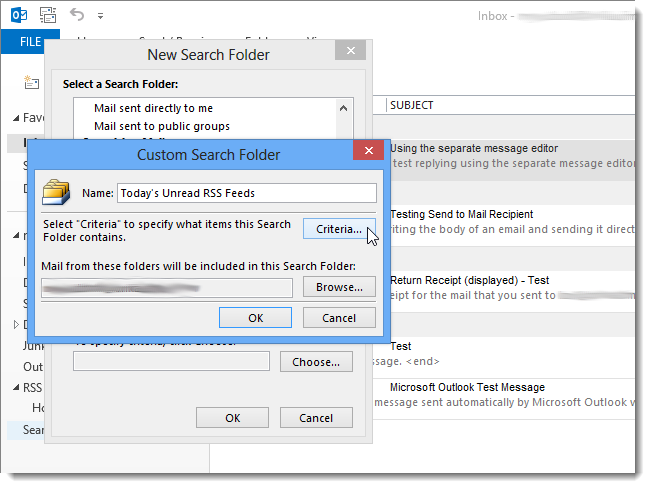 Inbox -
FILE
New Search Folder
Select a Search Folder:
Mail sent directly to me
Mail sent to public groups
SUBJECT
Using the separate message editor
test replying using the separate message editor
Custom Search Folder
Name: Today's Unread RSS Feeds
Select "Criteria" to specify what items this Search
Folder contains.
Criteria...
Mail from these folders will be included in this Search Folder:
Browse...
OK
Cancel
Testing Send to Mail Recipient
iting the body of an email and sending it direct
Return Receipt (displayed) - Test
eipt for the mail that you sent to
Test
ssage. <end>
Microsoft Outlook Test Message
message sent automatically by Microsoft Outlook w
Choose...
OK
Cancel
Favo
Junk
Out
RSS
Ho
Sear